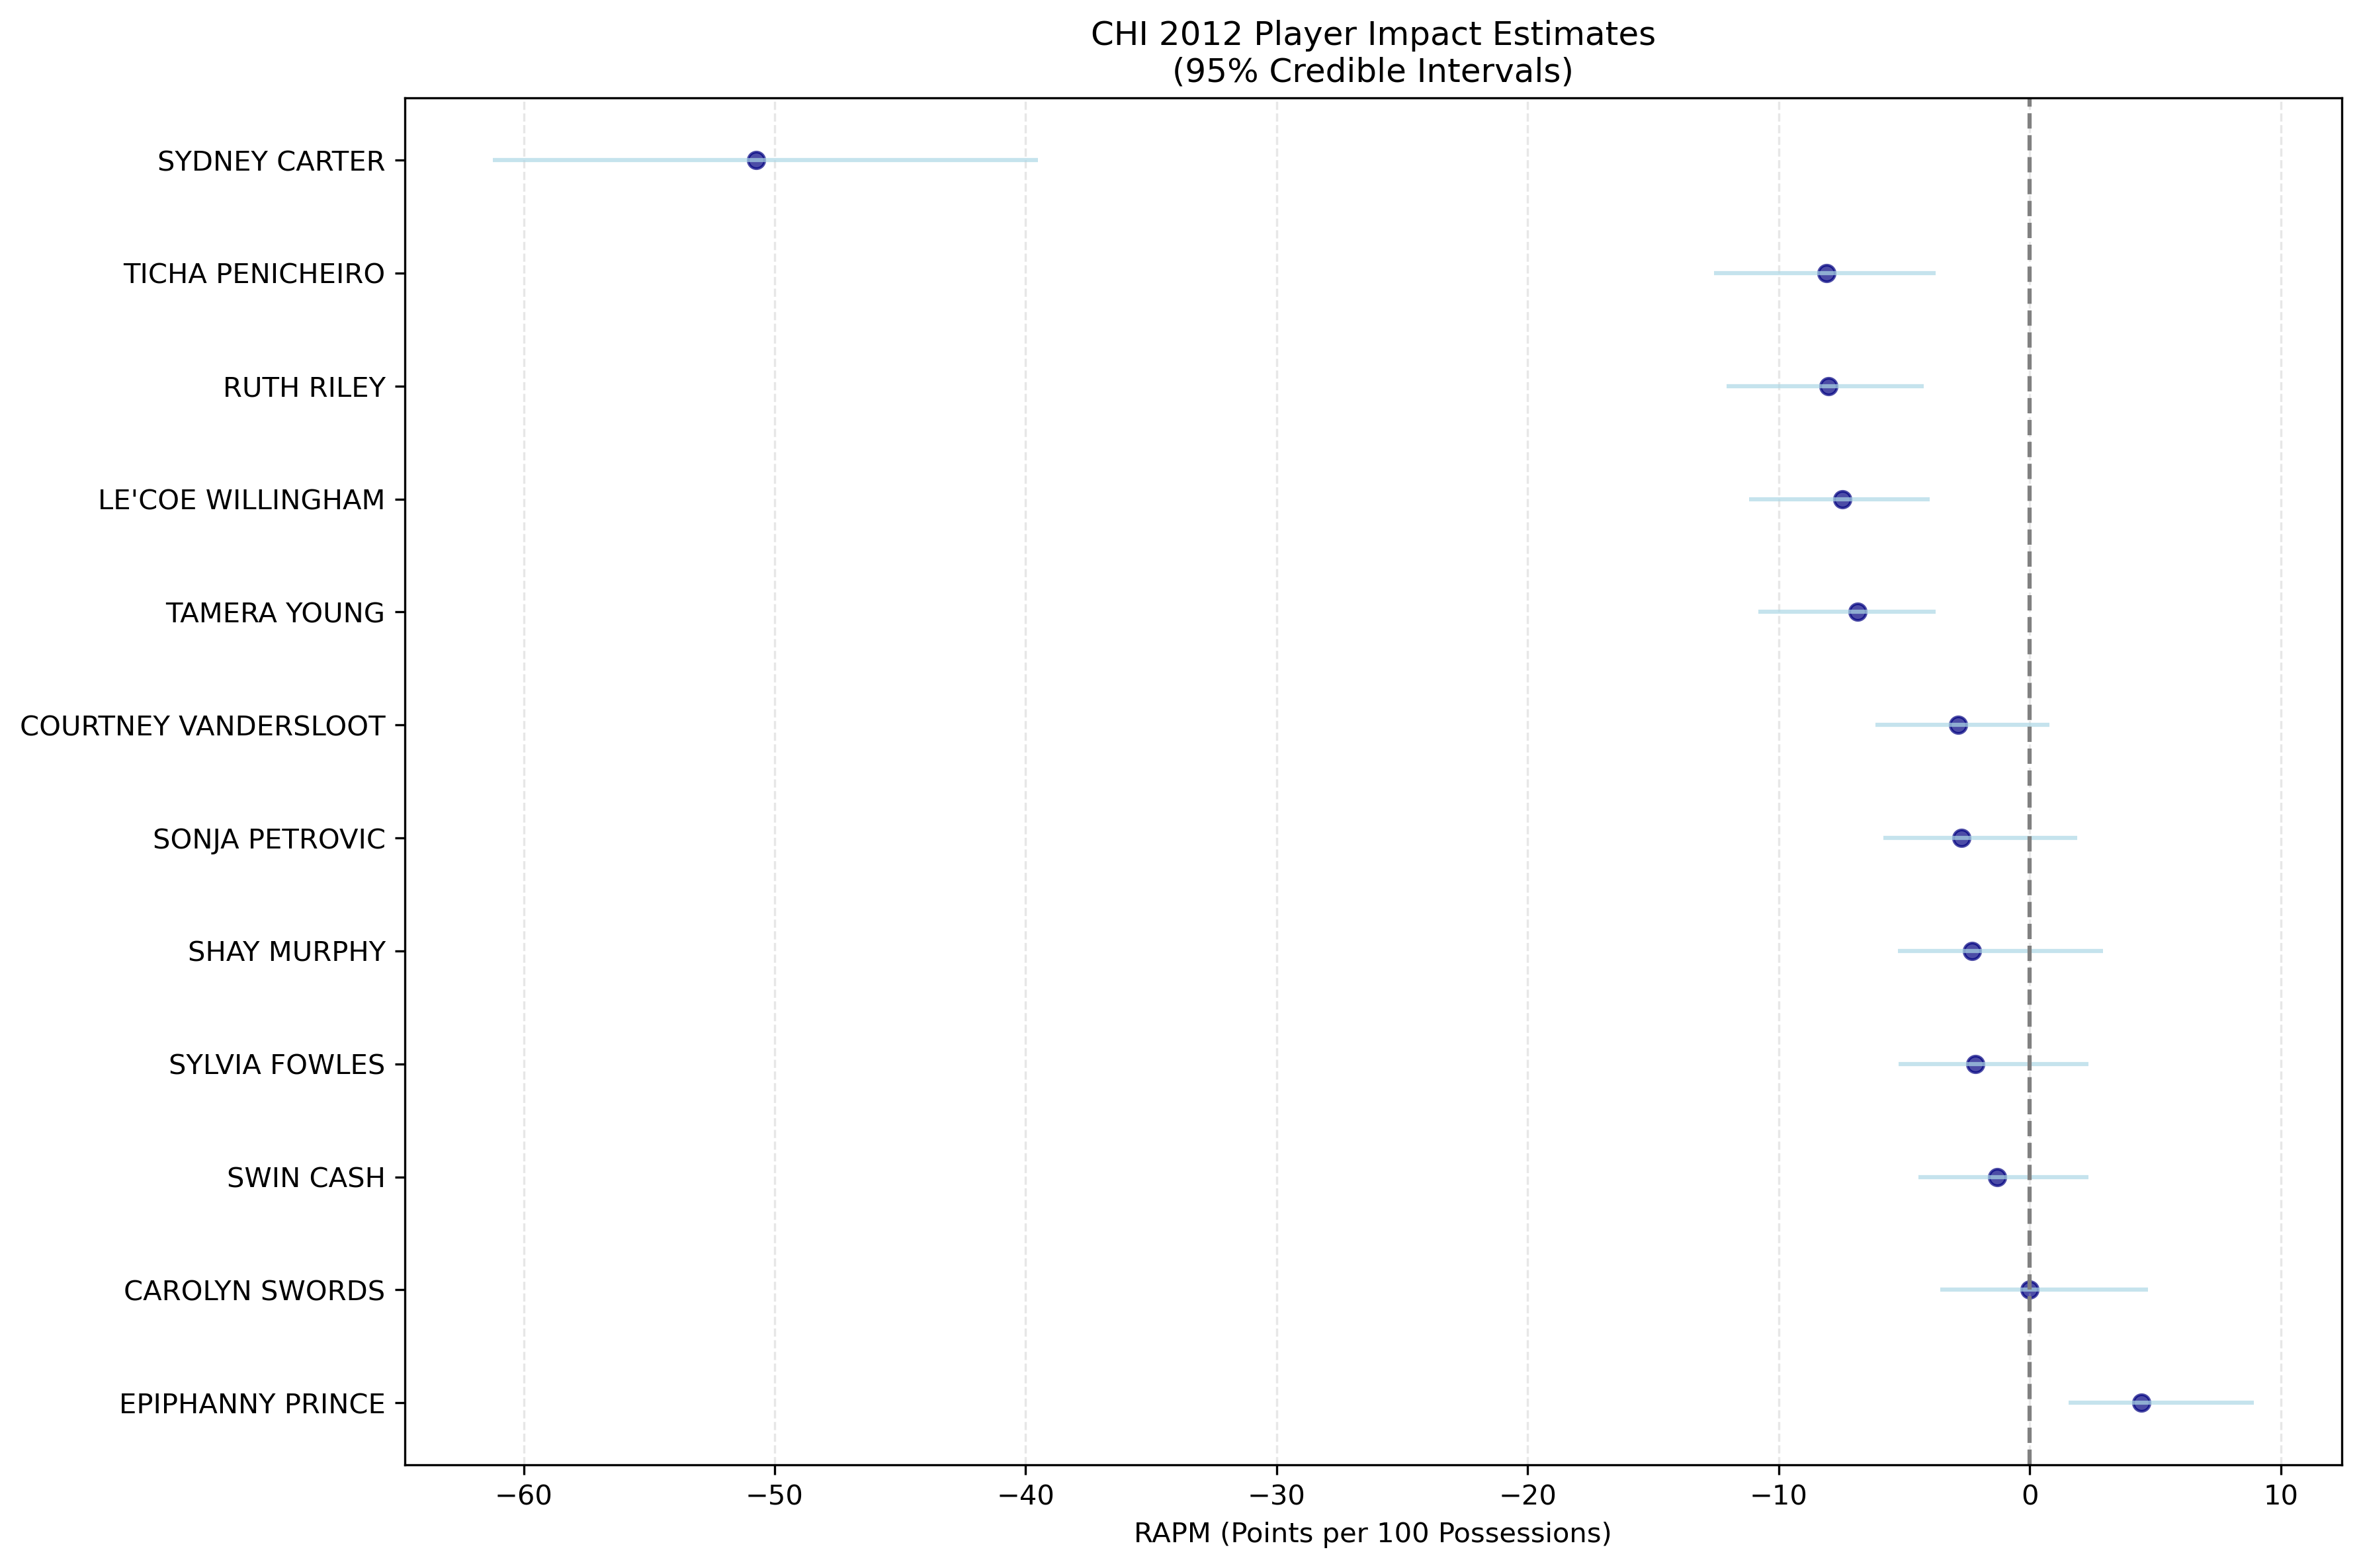 CHI 2012 Player Impact Estimates
(95% Credible Intervals)
SYDNEY CARTER
TICHA PENICHEIRO
RUTH RILEY
LE'COE WILLINGHAM
TAMERA YOUNG
COURTNEY VANDERSLOOT
SONJA PETROVIC
SHAY MURPHY
SYLVIA FOWLES
SWIN CASH
CAROLYN SWORDS
EPIPHANNY PRINCE
−60 −50 −40 −30 −20 −10 0 10
RAPM (Points per 100 Possessions)